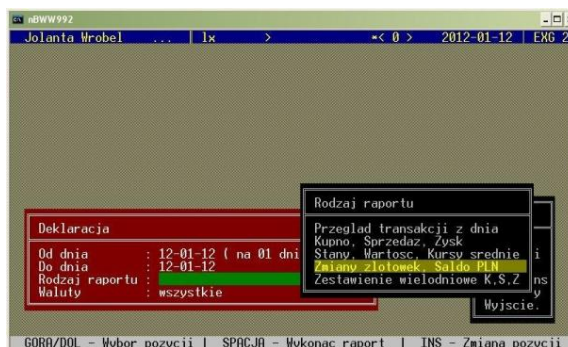 nBWW992
Jolanta Wrobel ... 1x > *< 0 > 2012-01-12 EXG 2
Rodzaj raportu
Deklaracja
Przeglad transakcji z dnia
Kupno, Sprzedaz, Zysk
Od dnia : 12-01-12 ( na 01 dni
Stany, Wartosc, Kursy srednie i
Do dnia : 12-01-12
Zmiany zlotowek, Saldo PLN
Rodzaj raportu :
Zestawienie wielodniowe K,S,Z ns
Waluty : wszystkie
y
Wyjscie.
GORA/DOL - Wybor pozycji | SPACJA - Wykonac raport | INS - Zmiana pozycji